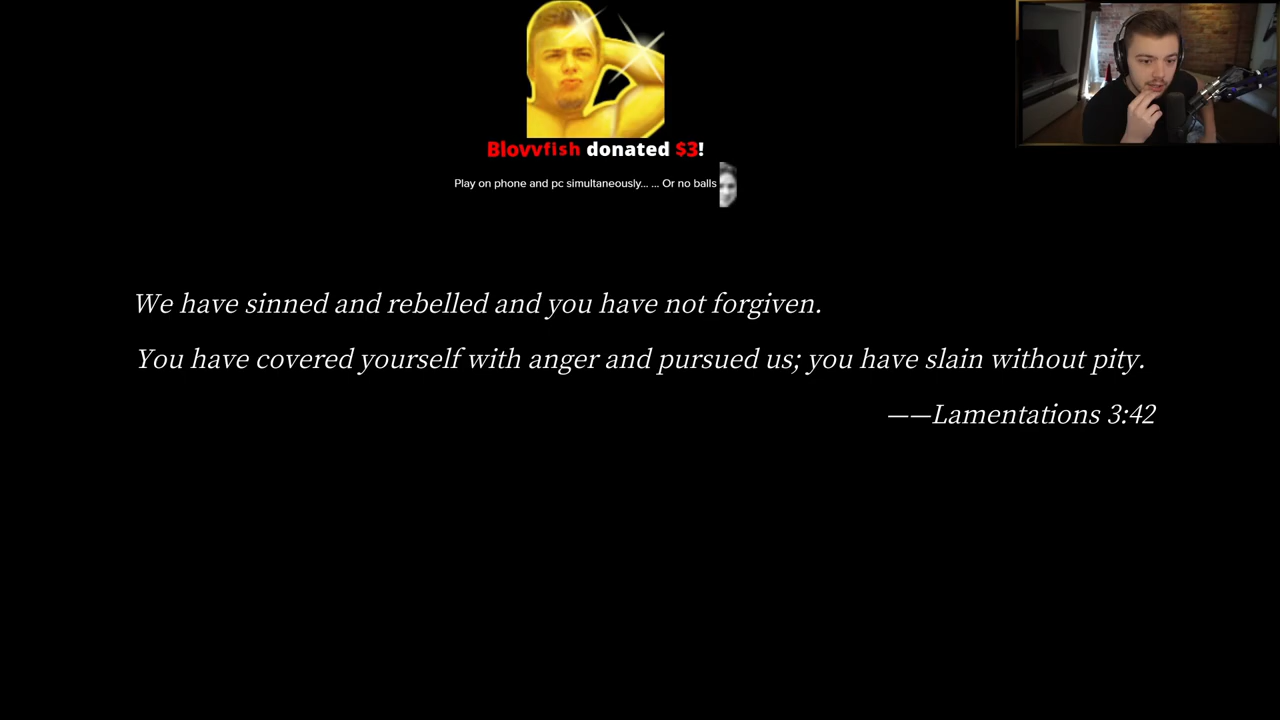 Blovvfish donated $3!
Play on phone and pc simultaneously... ... Or no balls
We have sinned and rebelled and you have not forgiven.
You have covered yourself with anger and pursued us; you have slain without pity.
——Lamentations 3:42